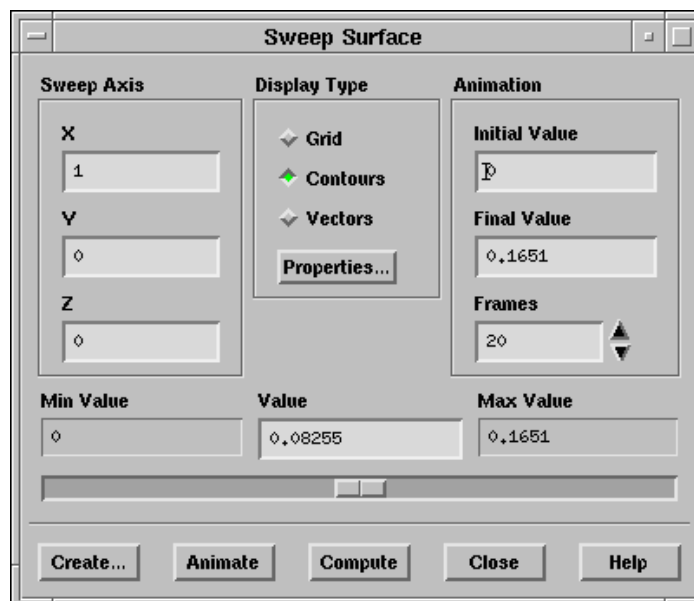 Sweep Surface
Sweep Axis
X
1
Y
0
Z
0
Display Type
Grid
Contours
Vectors
Properties...
Animation
Initial Value
0
Final Value
0.1651
Frames
20
Min Value
0
Value
0.08255
Max Value
0.1651
Create...
Animate
Compute
Close
Help